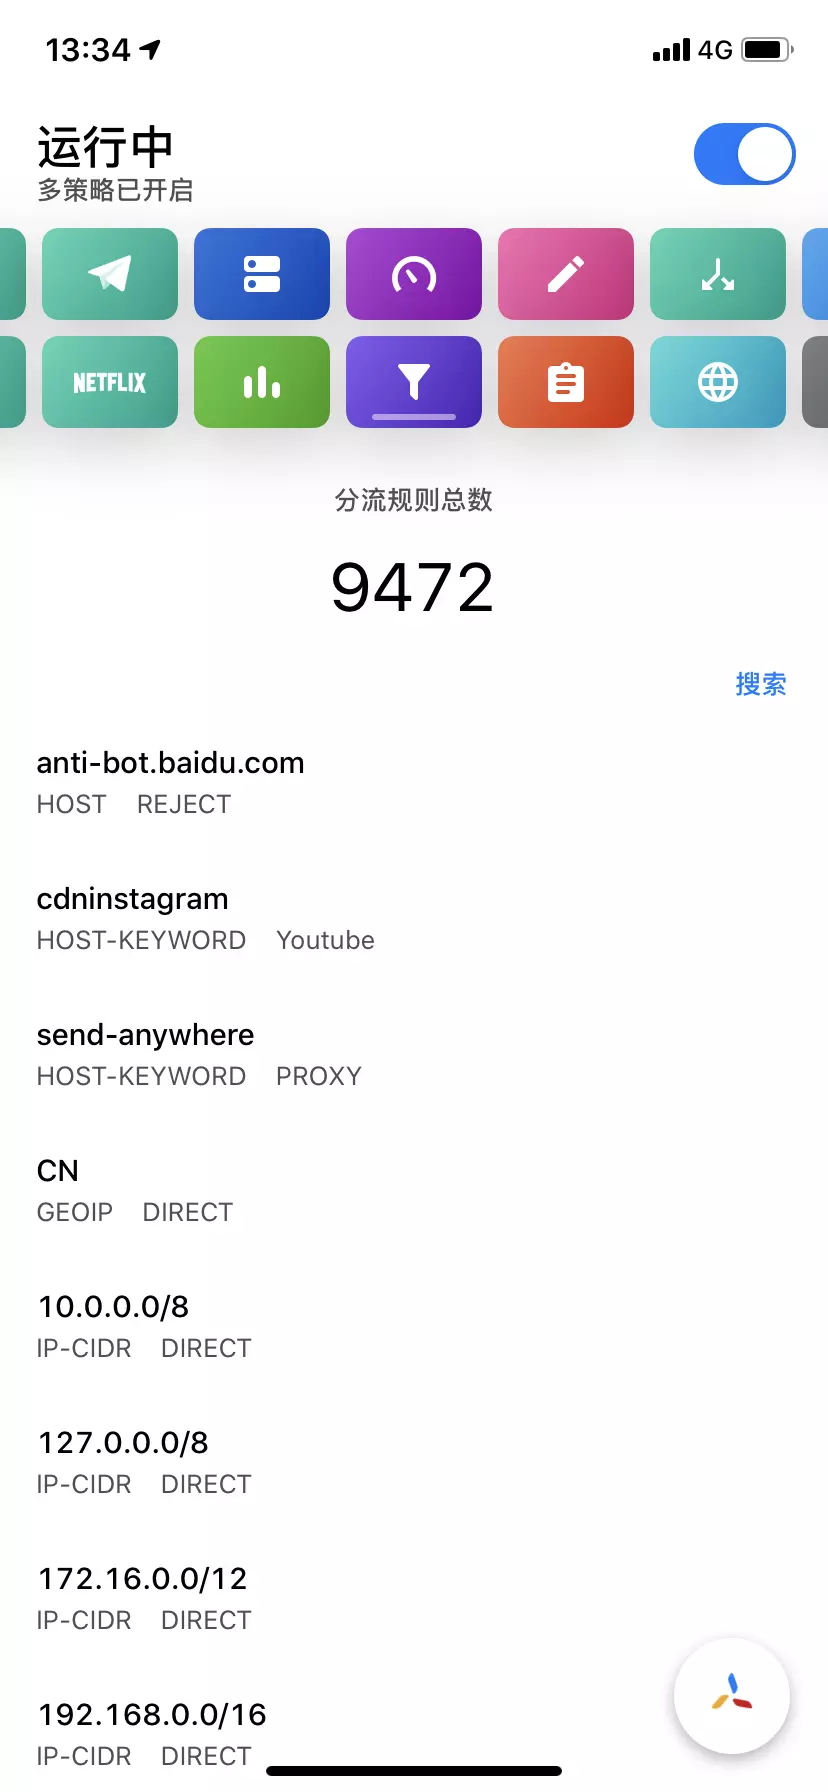 13:34 4G
运行中
多策略已开启
NETFLIX
分流规则总数
9472
搜索
anti-bot.baidu.com
HOST REJECT
cdninstagram
HOST-KEYWORD Youtube
send-anywhere
HOST-KEYWORD PROXY
CN
GEOIP DIRECT
10.0.0.0/8
IP-CIDR DIRECT
127.0.0.0/8
IP-CIDR DIRECT
172.16.0.0/12
IP-CIDR DIRECT
192.168.0.0/16
IP-CIDR DIRECT